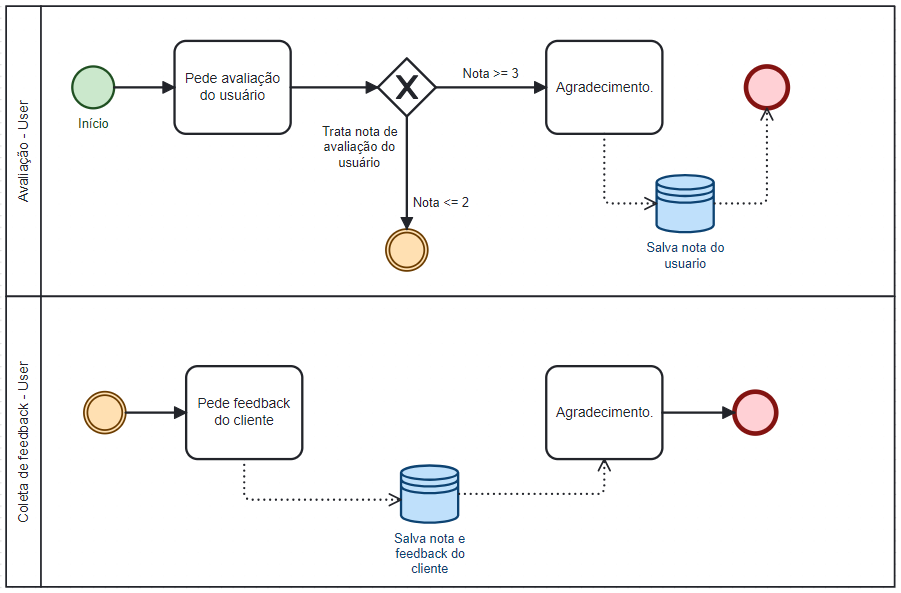 Avaliação - User
Início
Pede avaliação
do usuário
Trata nota de
avaliação do
usuário
Nota >= 3
Nota <= 2
Agradecimento.
Salva nota do
usuario
Coleta de feedback - User
Pede feedback
do cliente
Salva nota e
feedback do
cliente
Agradecimento.